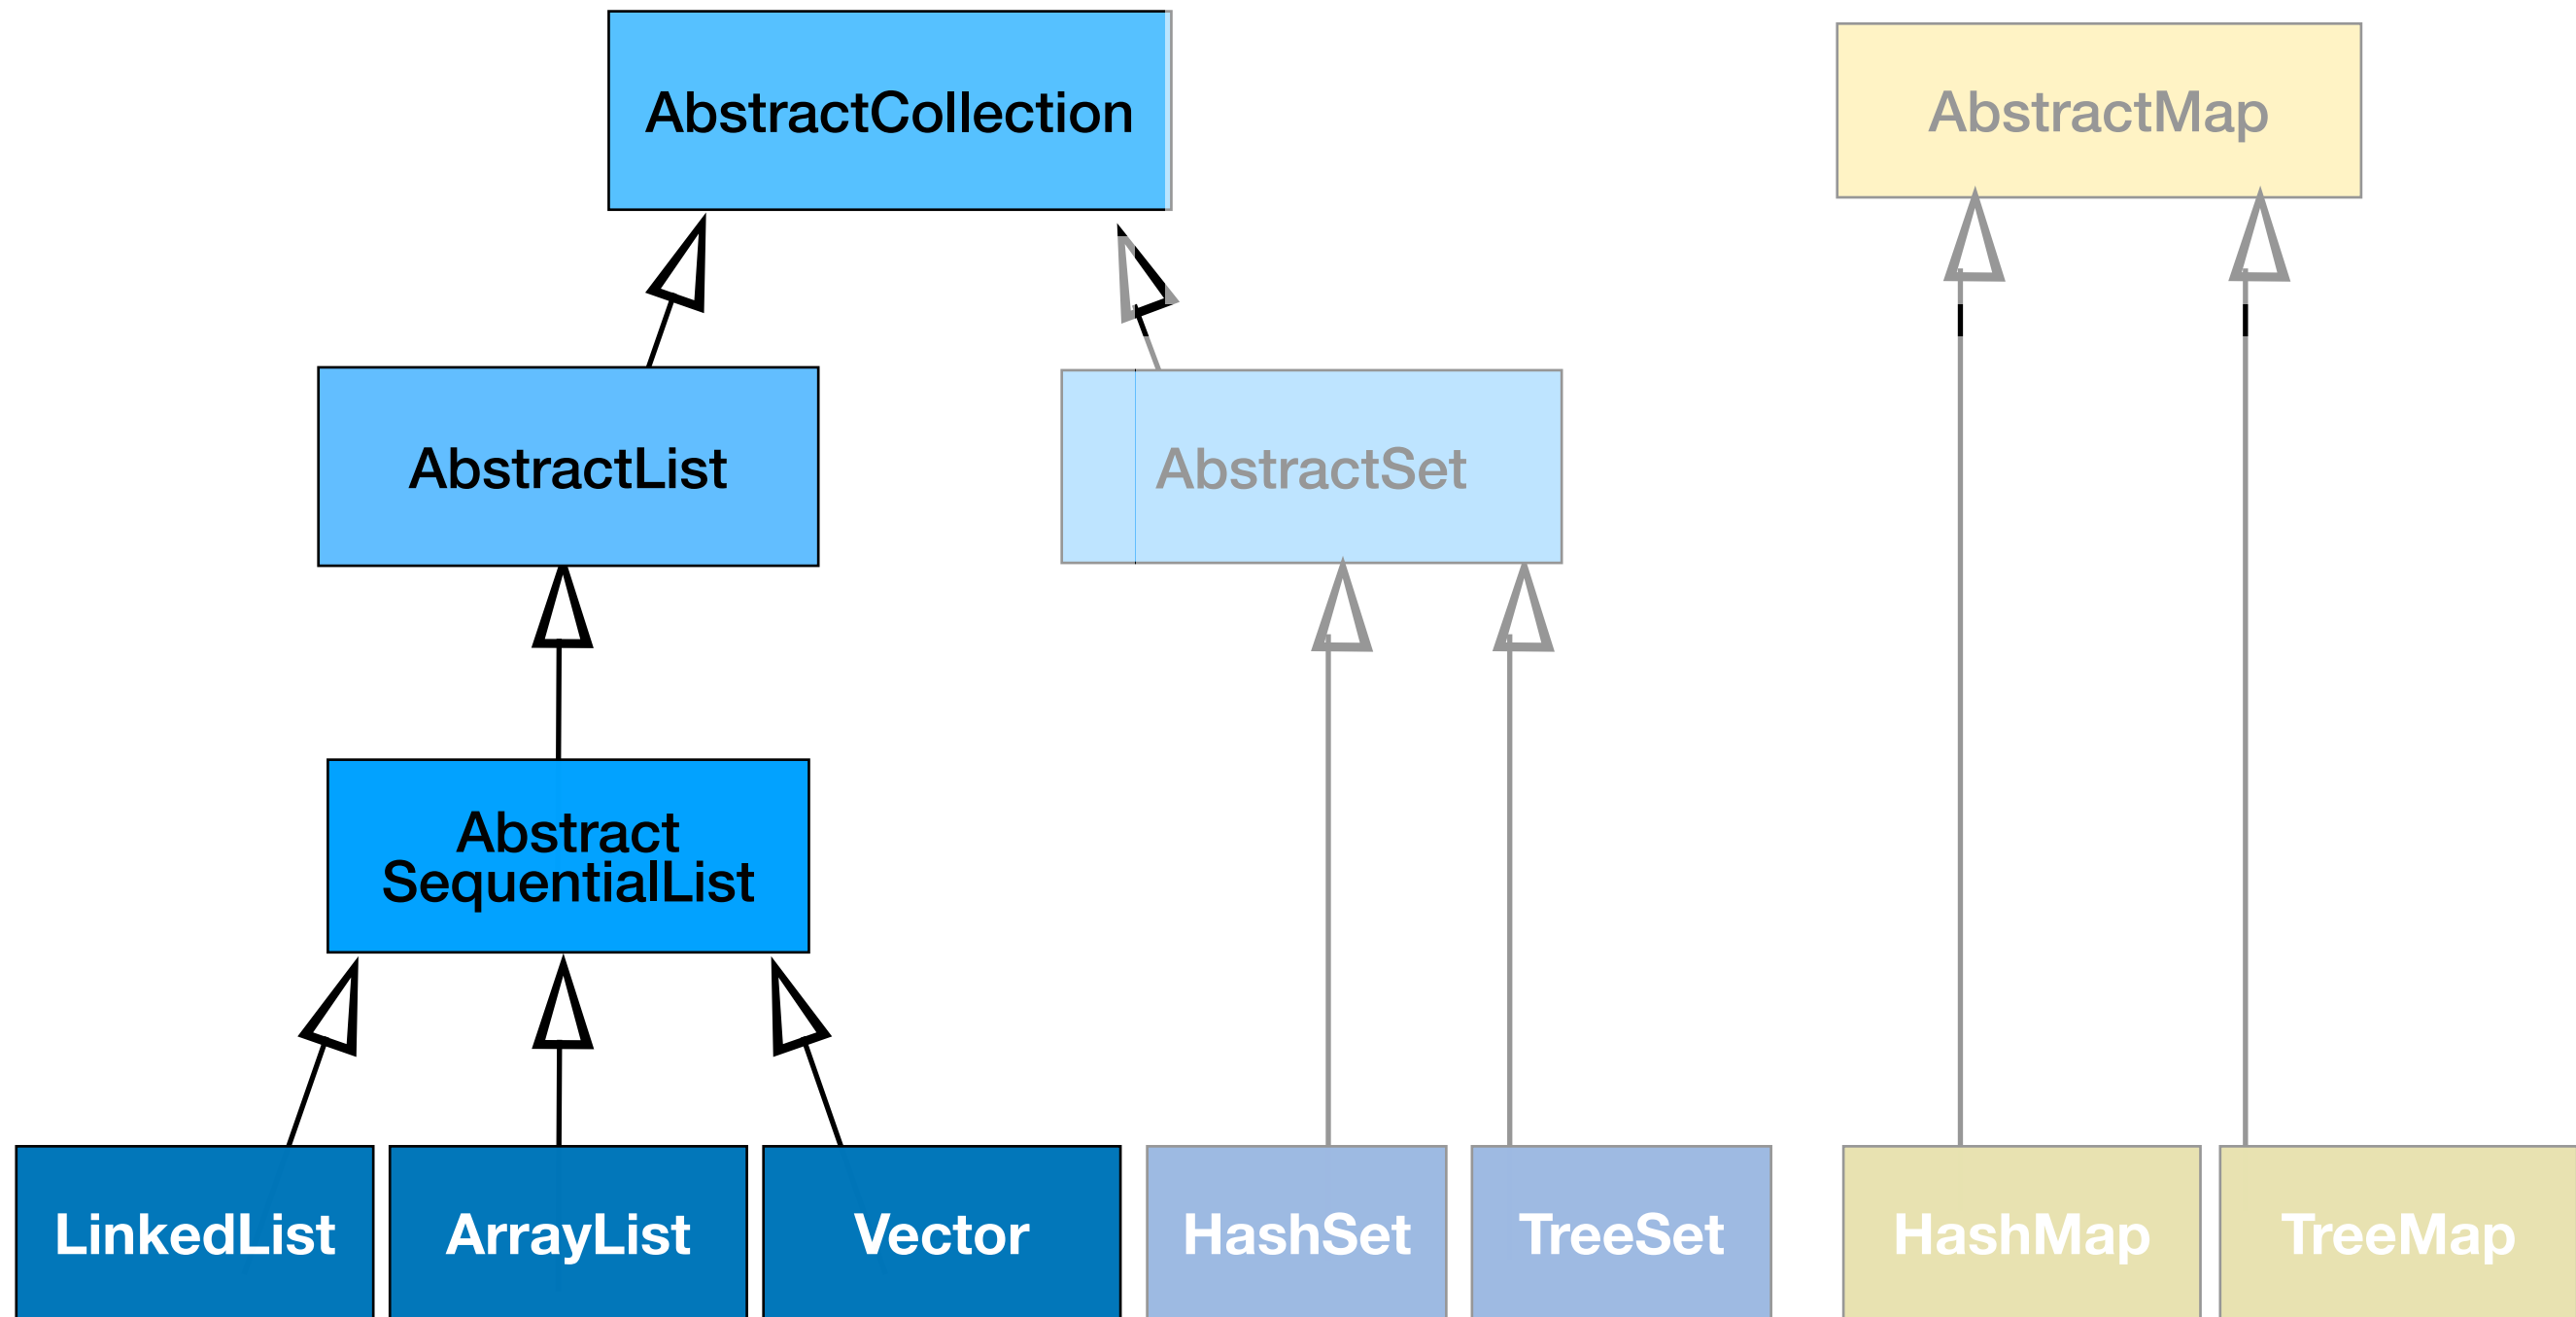 AbstractCollection
AbstractMap
AbstractList
AbstractSet
Abstract
SequentialList
LinkedList
ArrayList
Vector
HashSet
TreeSet
HashMap
TreeMap